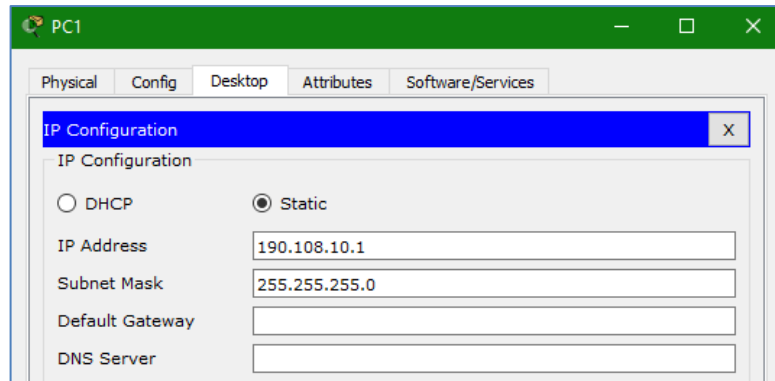 PC1
Physical Config Desktop Attributes Software/Services
IP Configuration X
IP Configuration
DHCP Static
IP Address 190.108.10.1
Subnet Mask 255.255.255.0
Default Gateway
DNS Server